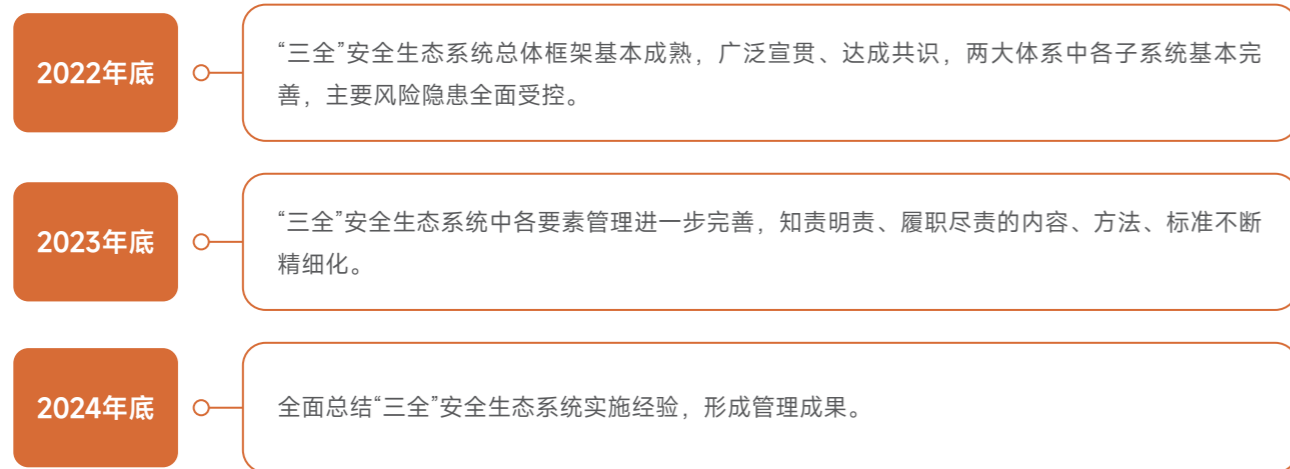 2022年底
“三全”安全生态系统总体框架基本成熟，广泛宣贯、达成共识，两大体系中各子系统基本完
善，主要风险隐患全面受控。
2023年底
“三全”安全生态系统中各要素管理进一步完善，知责明责、履职尽责的内容、方法、标准不断
精细化。
2024年底
全面总结“三全”安全生态系统实施经验，形成管理成果。